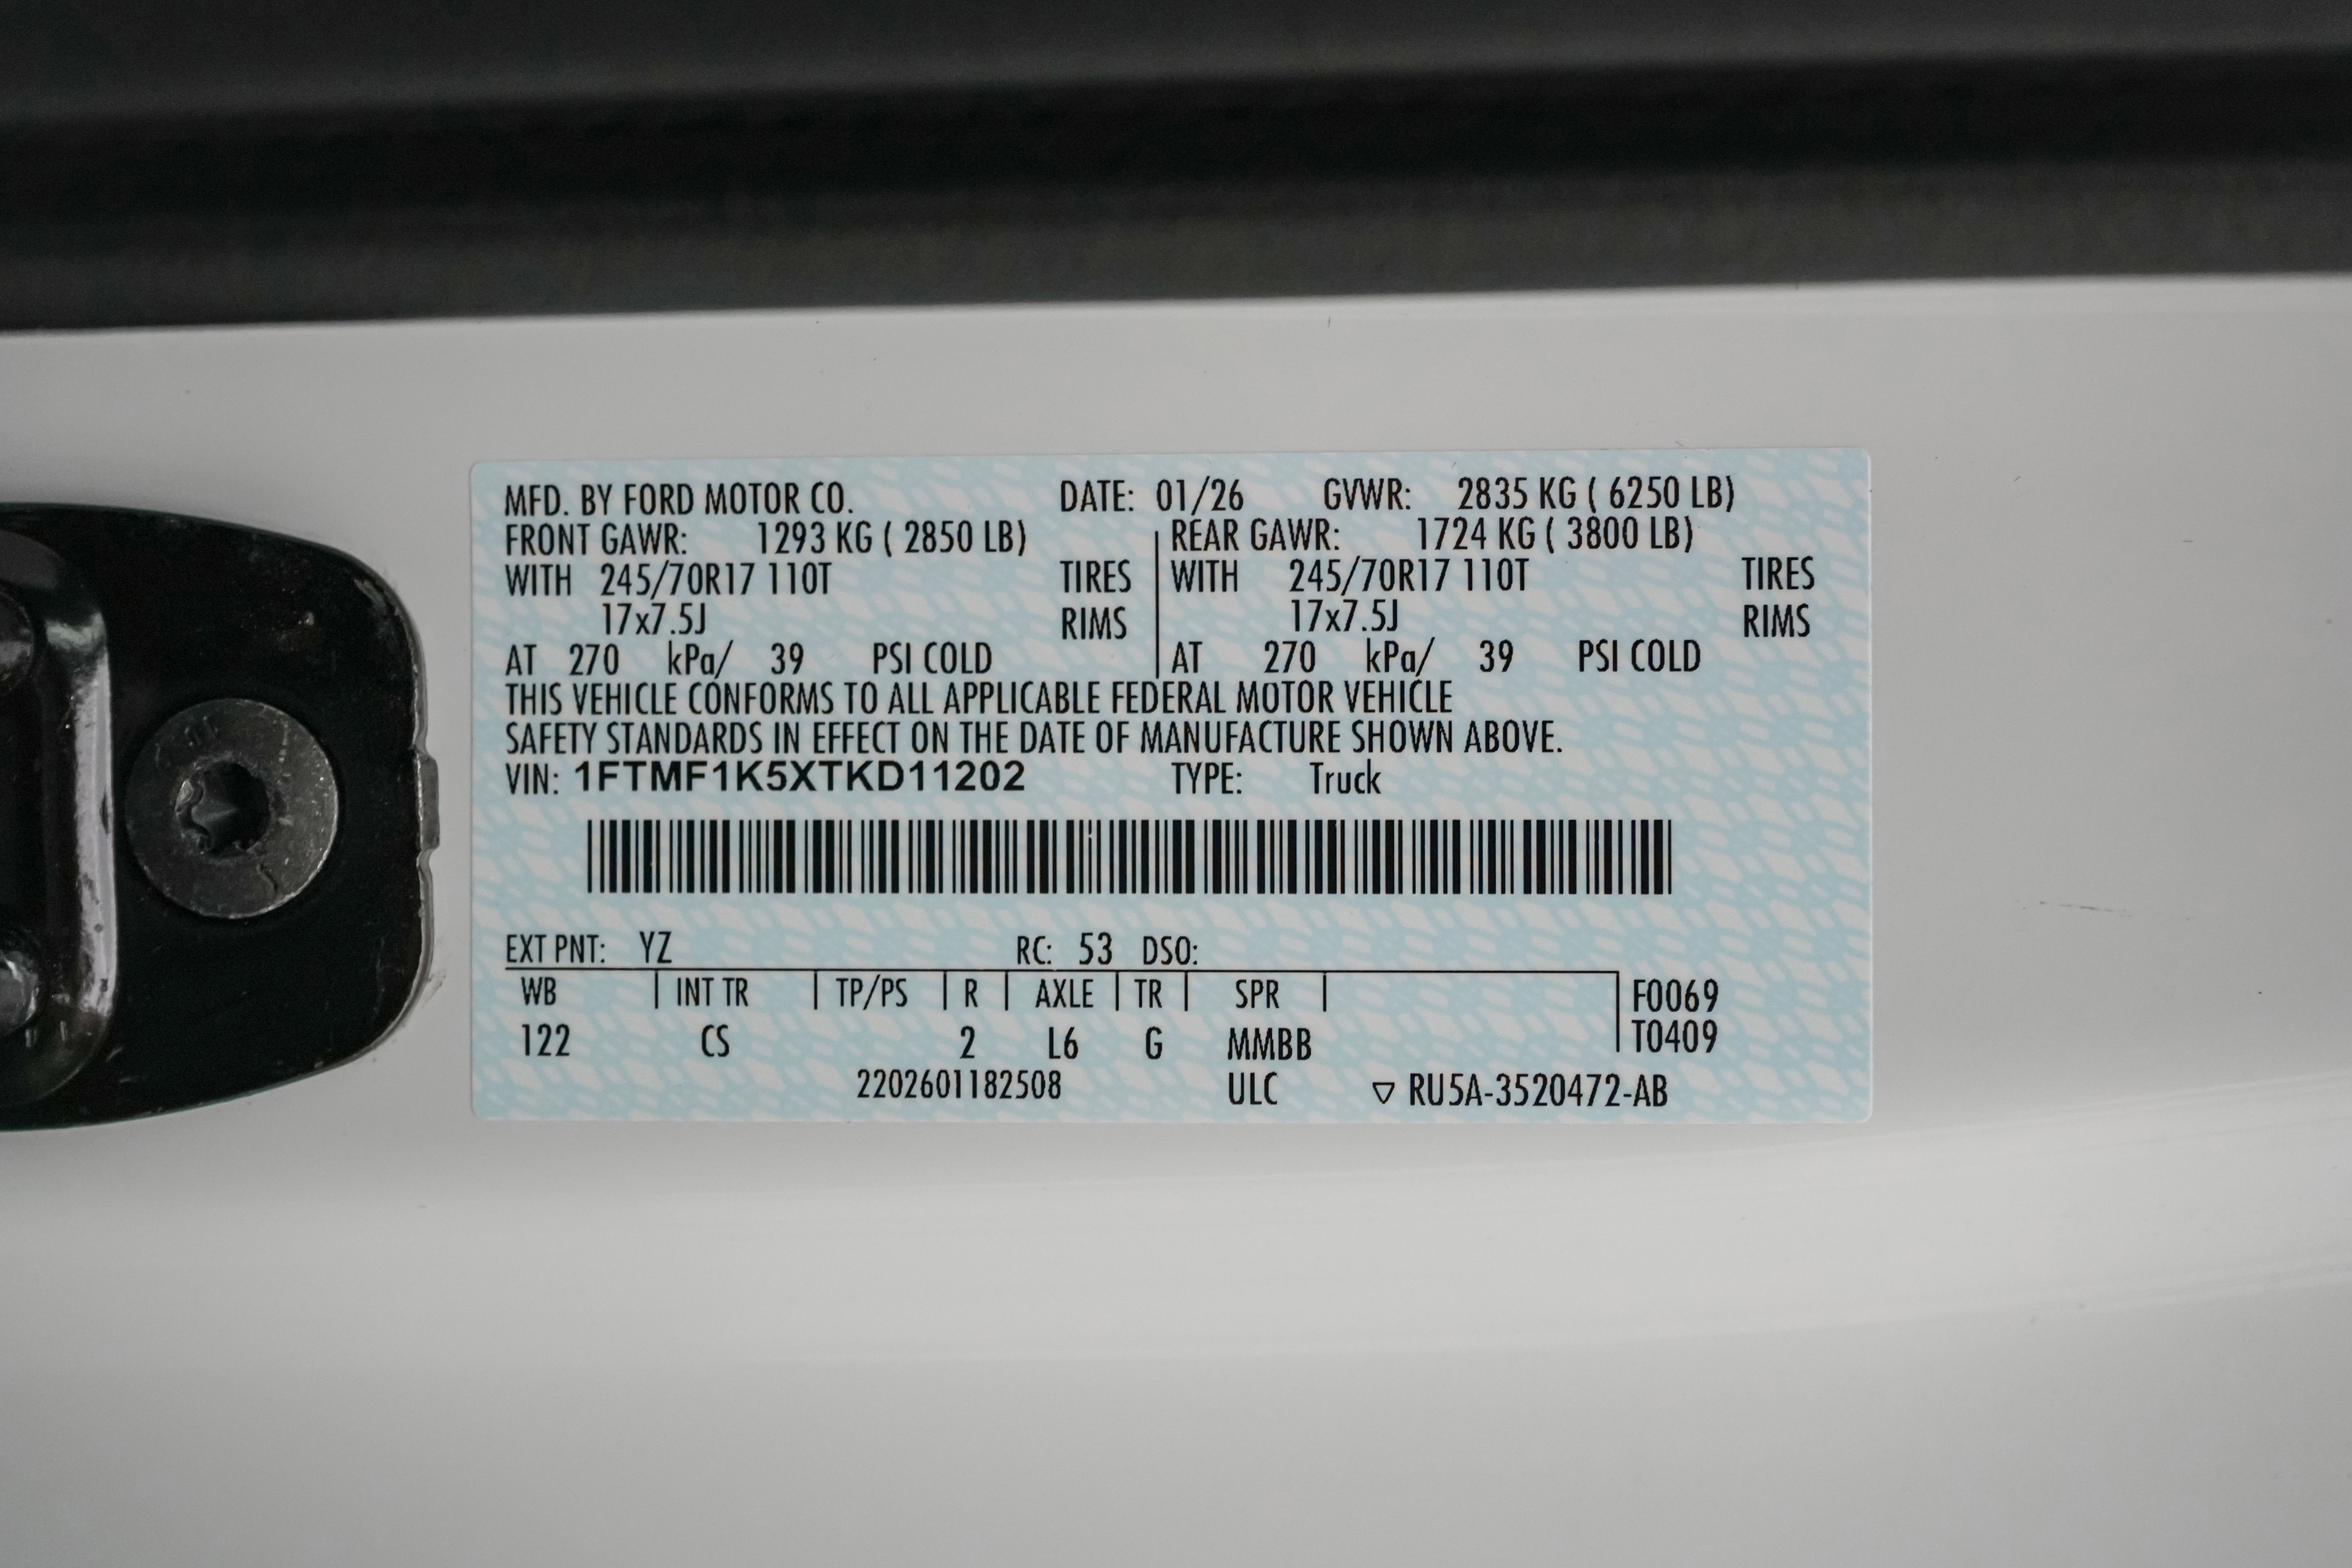 MFD. BY FORD MOTOR CO. DATE: 01/26 GVWR: 2835 KG ( 6250 LB)
FRONT GAWR: 1293 KG ( 2850 LB) REAR GAWR: 1724 KG ( 3800 LB)
WITH 245/70R17 110T TIRES WITH 245/70R17 110T TIRES
17x7.5J RIMS 17x7.5J RIMS
AT 270 kPa/ 39 PSI COLD AT 270 kPa/ 39 PSI COLD
THIS VEHICLE CONFORMS TO ALL APPLICABLE FEDERAL MOTOR VEHICLE
SAFETY STANDARDS IN EFFECT ON THE DATE OF MANUFACTURE SHOWN ABOVE.
VIN: 1FTMF1K5XTKD11202 TYPE: Truck
EXT PNT: YZ RC: 53 DSO:
WB INT TR TP/PS R AXLE TR SPR F0069
122 CS 2 L6 G MMBB T0409
2202601182508 ULC ▽ RU5A-3520472-AB